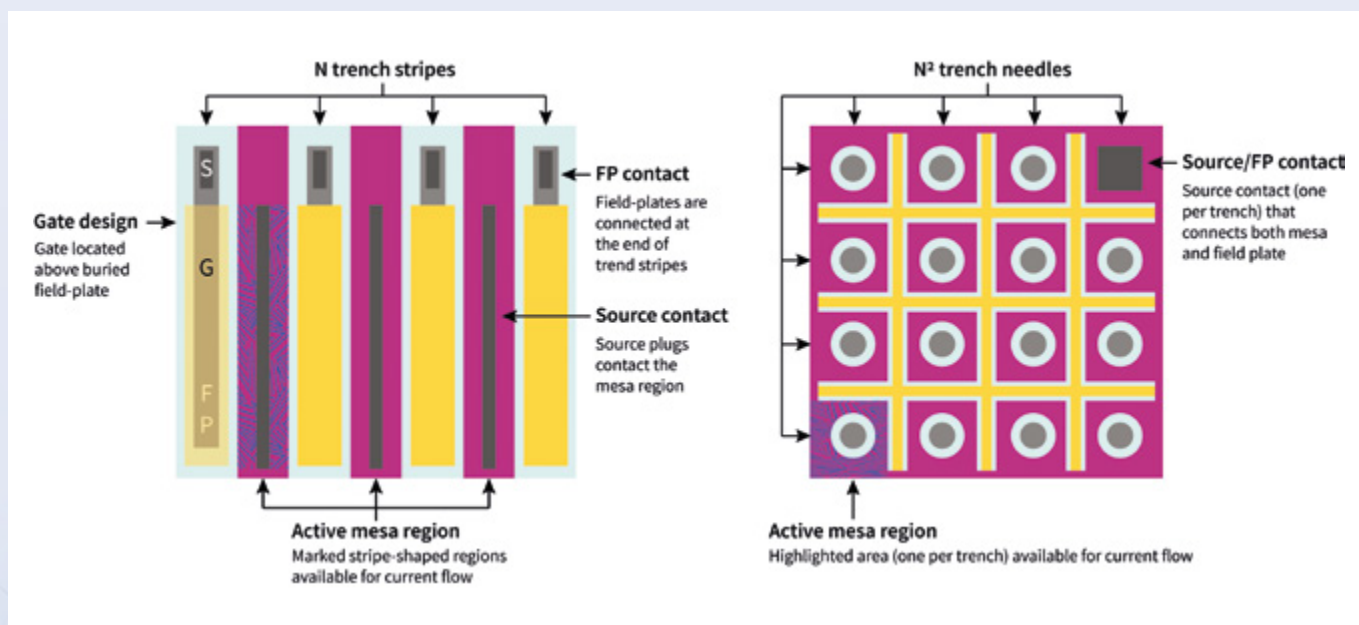 N trench stripes
S
G
F
P
Gate design
Gate located
above buried
field-plate
FP contact
Field-plates are
connected at
the end of
trend stripes
Source contact
Source plugs
contact the
mesa region
Active mesa region
Marked stripe-shaped regions
available for current flow
N² trench needles
Source/FP contact
Source contact (one
per trench) that
connects both mesa
and field plate
Active mesa region
Highlighted area (one per trench) available for current flow